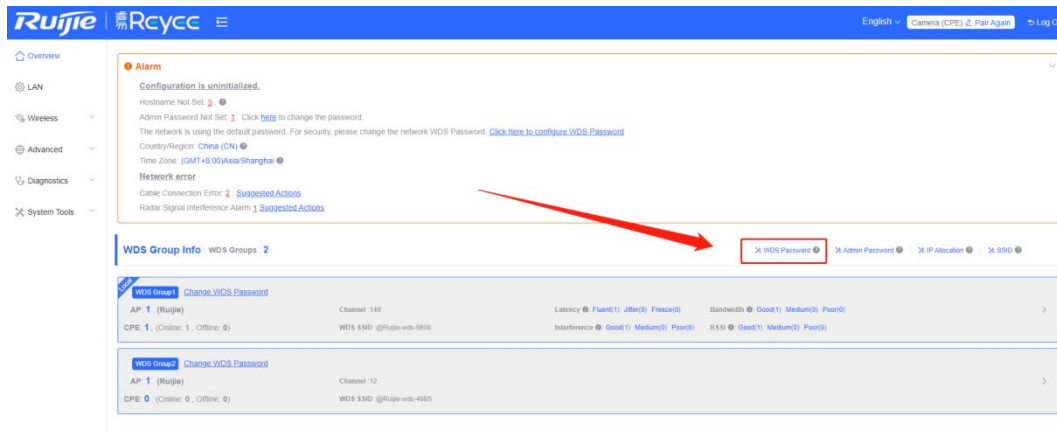 Ruijie 易Reyee
English Camera (CPE) Pair Again Log O
Overview
LAN
Wireless
Advanced
Diagnostics
System Tools
Alarm
Configuration is uninitialized.
Hostname Not Set: 3 .
Admin Password Not Set: 1 . Click here to change the password.
The network is using the default password. For security, please change the network WDS Password. Click here to configure WDS Password
Country/Region: China (CN)
Time Zone: (GMT+8:00)Asia/Shanghai
Network error
Cable Connection Error: 2 . Suggested Actions
Radar Signal Interference Alarm 1 Suggested Actions
WDS Group Info WDS Groups : 2
WDS Password Admin Password IP Allocation SSID
Local
WDS Group1 Change WDS Password
AP: 1 (Ruijie) Channel :149 Latency : Fluent(1) Jitter(0) Freeze(0) Bandwidth : Good(1) Medium(0) Poor(0)
CPE: 1 (Online: 1 , Offline: 0) WDS SSID :@Ruijie-wds-0808 Interference : Good(1) Medium(0) Poor(0) RSSI : Good(1) Medium(0) Poor(0)
WDS Group2 Change WDS Password
AP: 1 (Ruijie) Channel :12
CPE: 0 (Online: 0 , Offline: 0) WDS SSID :@Ruijie-wds-46B5